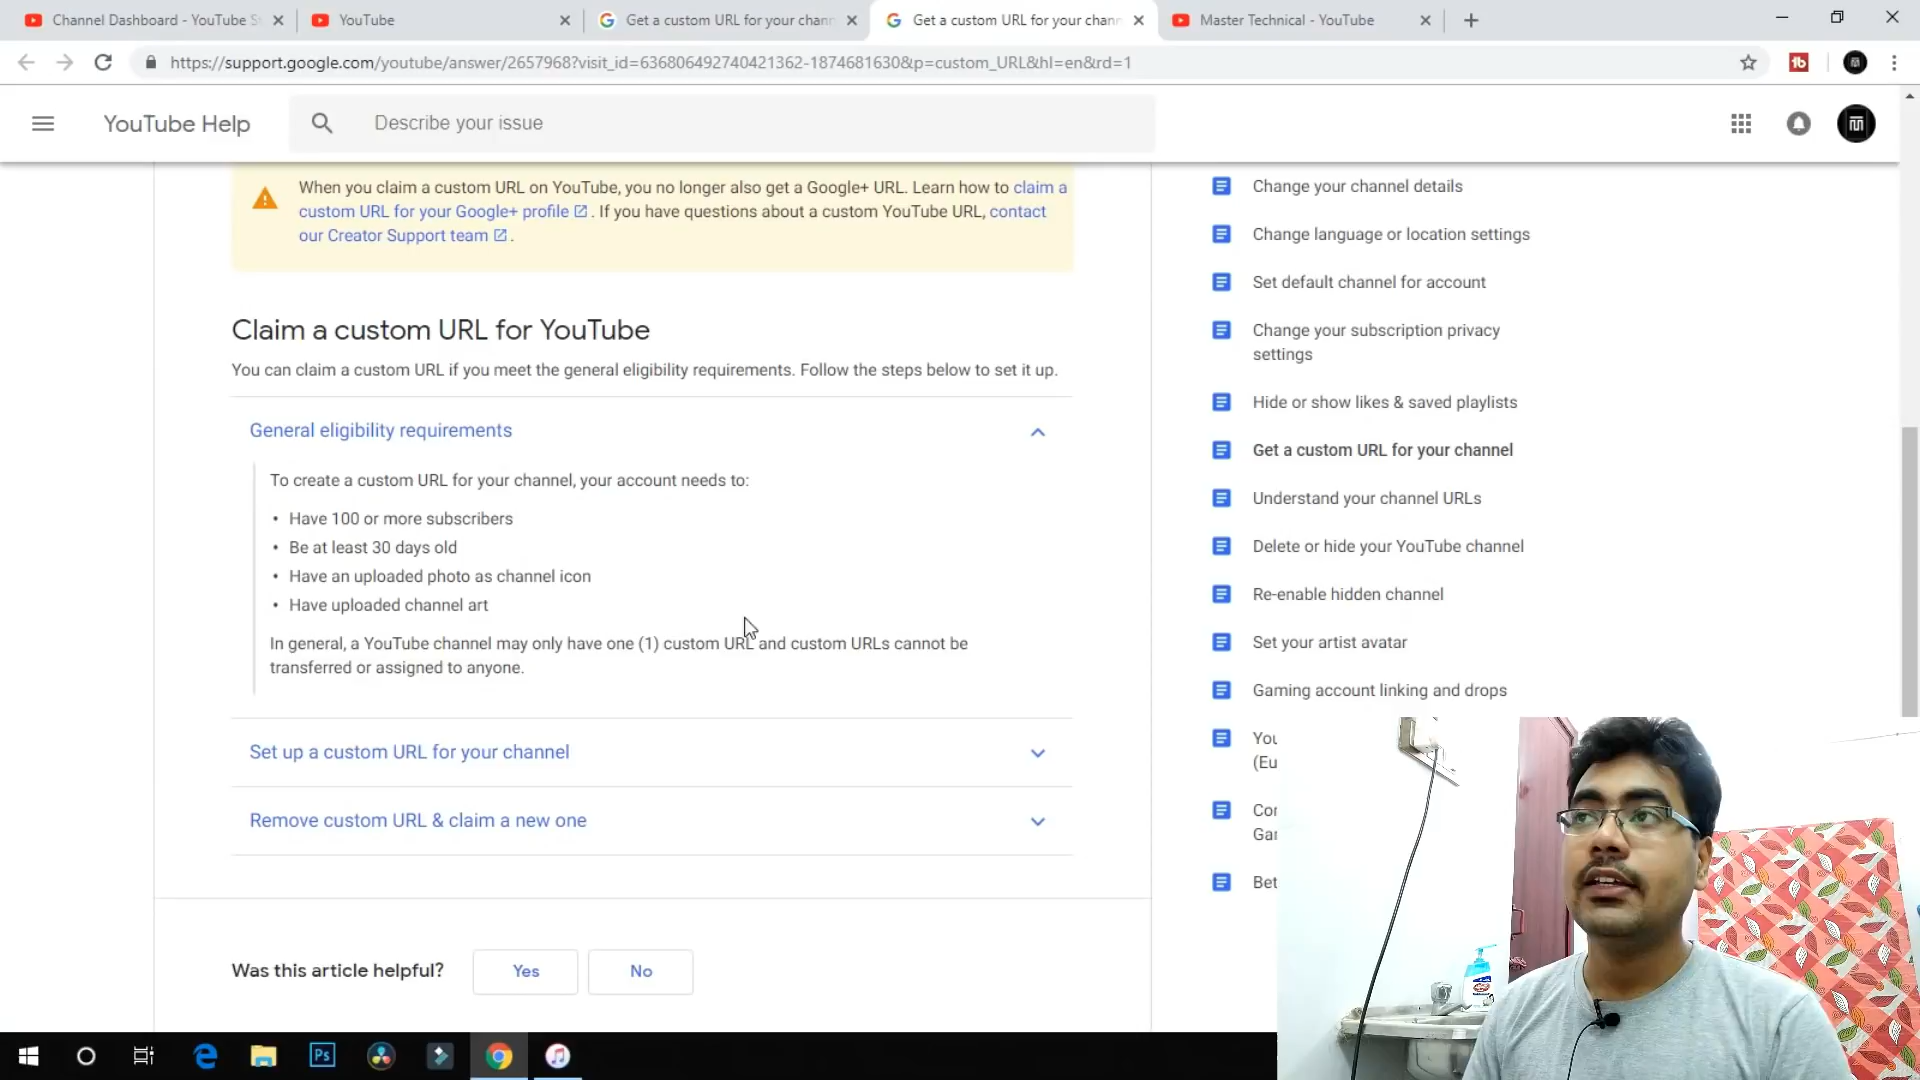 Channel Dashboard - YouTube S
YouTube
Get a custom URL for your chann
Get a custom URL for your chann
Master Technical - YouTube
https://support.google.com/youtube/answer/2657968?visit_id=636806492740421362-1874681630&p=custom_URL&hl=en&rd=1
YouTube Help
Describe your issue
When you claim a custom URL on YouTube, you no longer also get a Google+ URL. Learn how to claim a
custom URL for your Google+ profile. If you have questions about a custom YouTube URL, contact
our Creator Support team.
Claim a custom URL for YouTube
You can claim a custom URL if you meet the general eligibility requirements. Follow the steps below to set it up.
General eligibility requirements
To create a custom URL for your channel, your account needs to:
• Have 100 or more subscribers
• Be at least 30 days old
• Have an uploaded photo as channel icon
• Have uploaded channel art
In general, a YouTube channel may only have one (1) custom URL and custom URLs cannot be
transferred or assigned to anyone.
Set up a custom URL for your channel
Remove custom URL & claim a new one
Was this article helpful?
Yes
No
Change your channel details
Change language or location settings
Set default channel for account
Change your subscription privacy
settings
Hide or show likes & saved playlists
Get a custom URL for your channel
Understand your channel URLs
Delete or hide your YouTube channel
Re-enable hidden channel
Set your artist avatar
Gaming account linking and drops
You
(Eu
Con
Gar
Bet
Ps